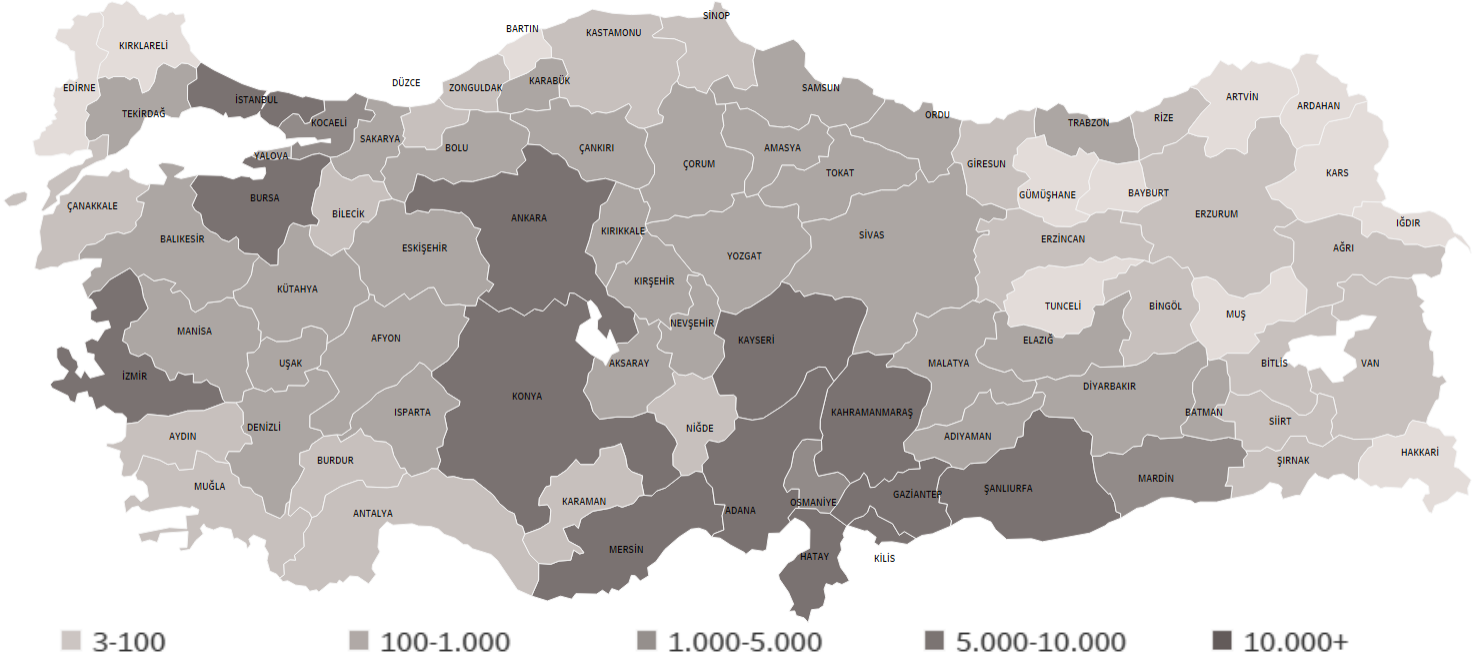 SİNOP
BARTIN
KASTAMONU
KIRKLARELİ
EDİRNE
DÜZCE
ZONGULDAK
KARABÜK
SAMSUN
ARTVİN
ARDAHAN
TEKİRDAĞ
İSTANBUL
KOCAELİ
SAKARYA
ORDU
TRABZON
RİZE
YALOVA
BOLU
ÇANKIRI
ÇORUM
AMASYA
TOKAT
GİRESUN
KARS
ÇANAKKALE
BURSA
BİLECİK
ANKARA
GÜMÜŞHANE
BAYBURT
ERZURUM
IĞDIR
BALIKESİR
ESKİŞEHİR
KIRIKKALE
SİVAS
ERZİNCAN
AĞRI
KÜTAHYA
KIRŞEHİR
YOZGAT
TUNCELİ
BİNGÖL
MUŞ
MANİSA
AFYON
NEVŞEHİR
KAYSERİ
ELAZIĞ
UŞAK
İZMİR
AKSARAY
MALATYA
BİTLİS
VAN
KONYA
DİYARBAKIR
ISPARTA
KAHRAMANMARAŞ
BATMAN
SİİRT
AYDIN
DENİZLİ
NİĞDE
ADIYAMAN
BURDUR
ŞIRNAK
HAKKARİ
MUĞLA
ANTALYA
KARAMAN
ADANA
OSMANİYE
GAZİANTEP
ŞANLIURFA
MARDİN
MERSİN
HATAY
KİLİS
3-100
100-1.000
1.000-5.000
5.000-10.000
10.000+